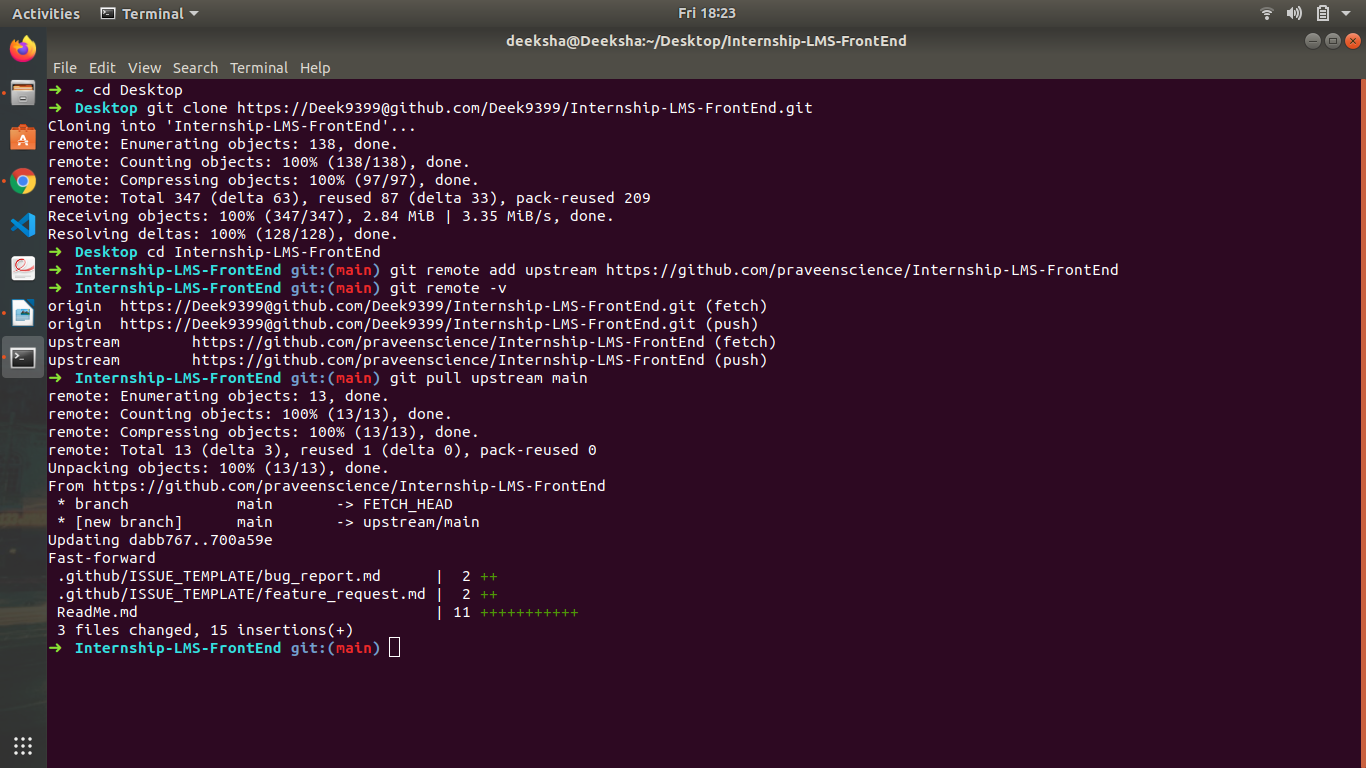 Activities Terminal Fri 18:23
deeksha@Deeksha:~/Desktop/Internship-LMS-FrontEnd
File Edit View Search Terminal Help
➜ ~ cd Desktop
➜ Desktop git clone https://Deek9399@github.com/Deek9399/Internship-LMS-FrontEnd.git
Cloning into 'Internship-LMS-FrontEnd'...
remote: Enumerating objects: 138, done.
remote: Counting objects: 100% (138/138), done.
remote: Compressing objects: 100% (97/97), done.
remote: Total 347 (delta 63), reused 87 (delta 33), pack-reused 209
Receiving objects: 100% (347/347), 2.84 MiB | 3.35 MiB/s, done.
Resolving deltas: 100% (128/128), done.
➜ Desktop cd Internship-LMS-FrontEnd
➜ Internship-LMS-FrontEnd git:(main) git remote add upstream https://github.com/praveenscience/Internship-LMS-FrontEnd
➜ Internship-LMS-FrontEnd git:(main) git remote -v
origin https://Deek9399@github.com/Deek9399/Internship-LMS-FrontEnd.git (fetch)
origin https://Deek9399@github.com/Deek9399/Internship-LMS-FrontEnd.git (push)
upstream https://github.com/praveenscience/Internship-LMS-FrontEnd (fetch)
upstream https://github.com/praveenscience/Internship-LMS-FrontEnd (push)
➜ Internship-LMS-FrontEnd git:(main) git pull upstream main
remote: Enumerating objects: 13, done.
remote: Counting objects: 100% (13/13), done.
remote: Compressing objects: 100% (13/13), done.
remote: Total 13 (delta 3), reused 1 (delta 0), pack-reused 0
Unpacking objects: 100% (13/13), done.
From https://github.com/praveenscience/Internship-LMS-FrontEnd
* branch main -> FETCH_HEAD
* [new branch] main -> upstream/main
Updating dabb767..700a59e
Fast-forward
.github/ISSUE_TEMPLATE/bug_report.md | 2 ++
.github/ISSUE_TEMPLATE/feature_request.md | 2 ++
ReadMe.md | 11 +++++++++++
3 files changed, 15 insertions(+)
➜ Internship-LMS-FrontEnd git:(main)